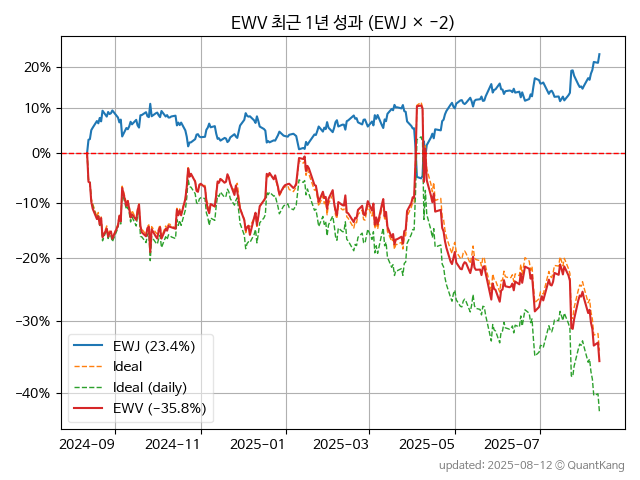 EWV 최근 1년 성과 (EWJ × -2)
20%
10%
0%
-10%
-20%
-30%
-40%
EWJ (23.4%)
Ideal
Ideal (daily)
EWV (-35.8%)
2024-09
2024-11
2025-01
2025-03
2025-05
2025-07
updated: 2025-08-12 © QuantKang